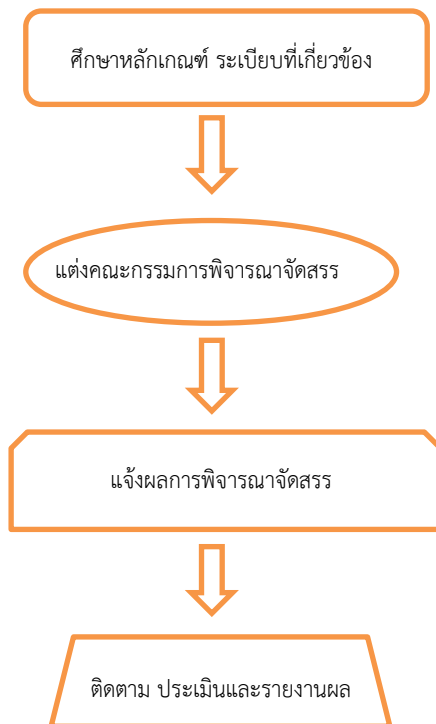 ศึกษาหลักเกณฑ์ ระเบียบที่เกี่ยวข้อง
แต่งคณะกรรมการพิจารณาจัดสรร
แจ้งผลการพิจารณาจัดสรร
ติดตาม ประเมินและรายงานผล